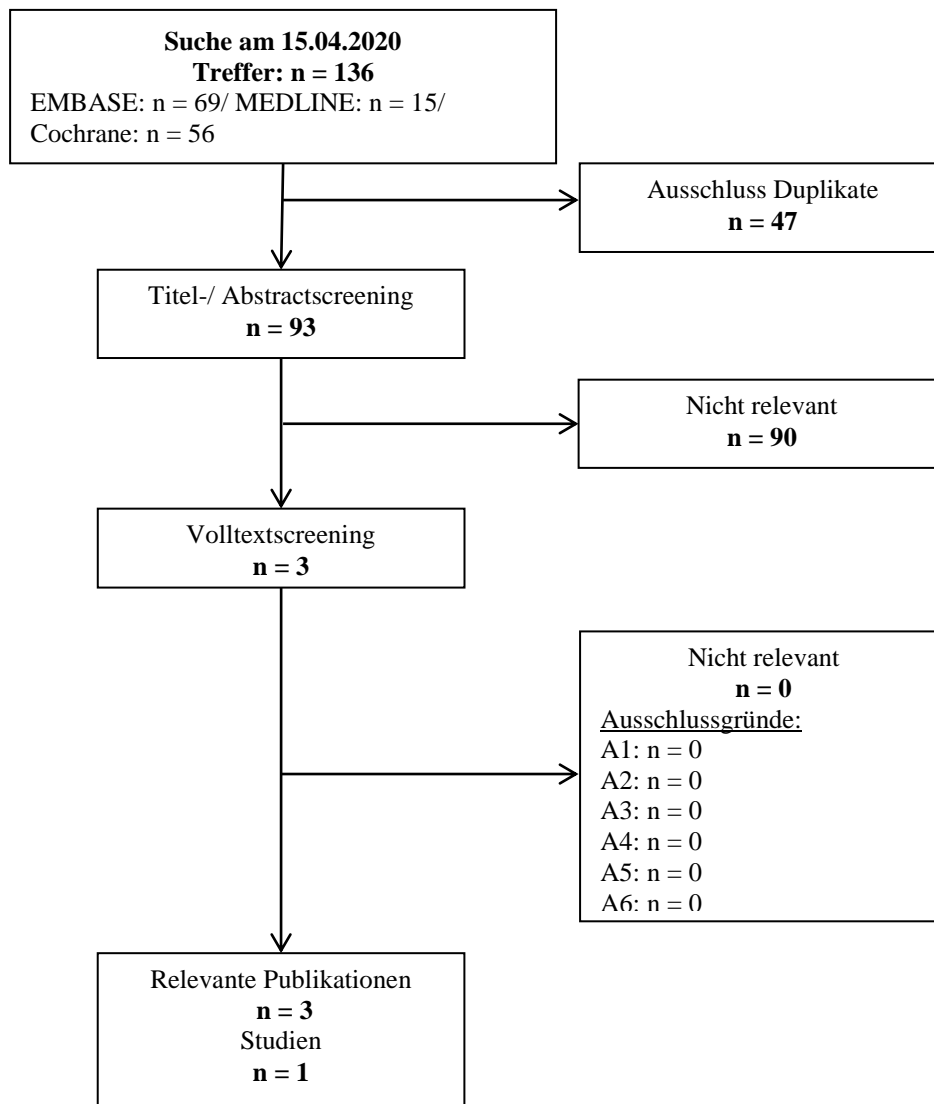 Suche am 15.04.2020
Treffer: n = 136
EMBASE: n = 69/ MEDLINE: n = 15/
Cochrane: n = 56
Ausschluss Duplikate
n = 47
Titel-/ Abstractscreening
n = 93
Nicht relevant
n = 90
Volltextscreening
n = 3
Nicht relevant
n = 0
Ausschlussgründe:
A1: n = 0
A2: n = 0
A3: n = 0
A4: n = 0
A5: n = 0
A6: n = 0
Relevante Publikationen
n = 3
Studien
n = 1